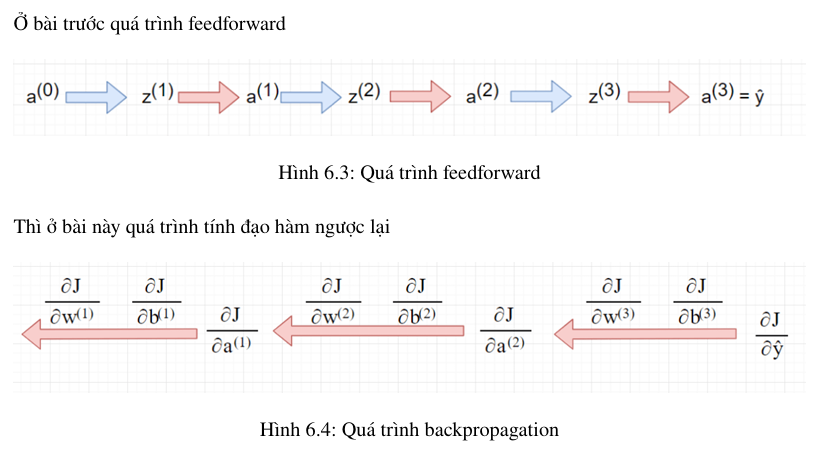 Ở bài trước quá trình feedforward
a(0) z(1) a(1) z(2) a(2) z(3) a(3) = ŷ
Hình 6.3: Quá trình feedforward
Thì ở bài này quá trình tính đạo hàm ngược lại
∂J/∂w(1) ∂J/∂b(1) ∂J/∂a(1) ∂J/∂w(2) ∂J/∂b(2) ∂J/∂a(2) ∂J/∂w(3) ∂J/∂b(3) ∂J/∂ŷ
Hình 6.4: Quá trình backpropagation